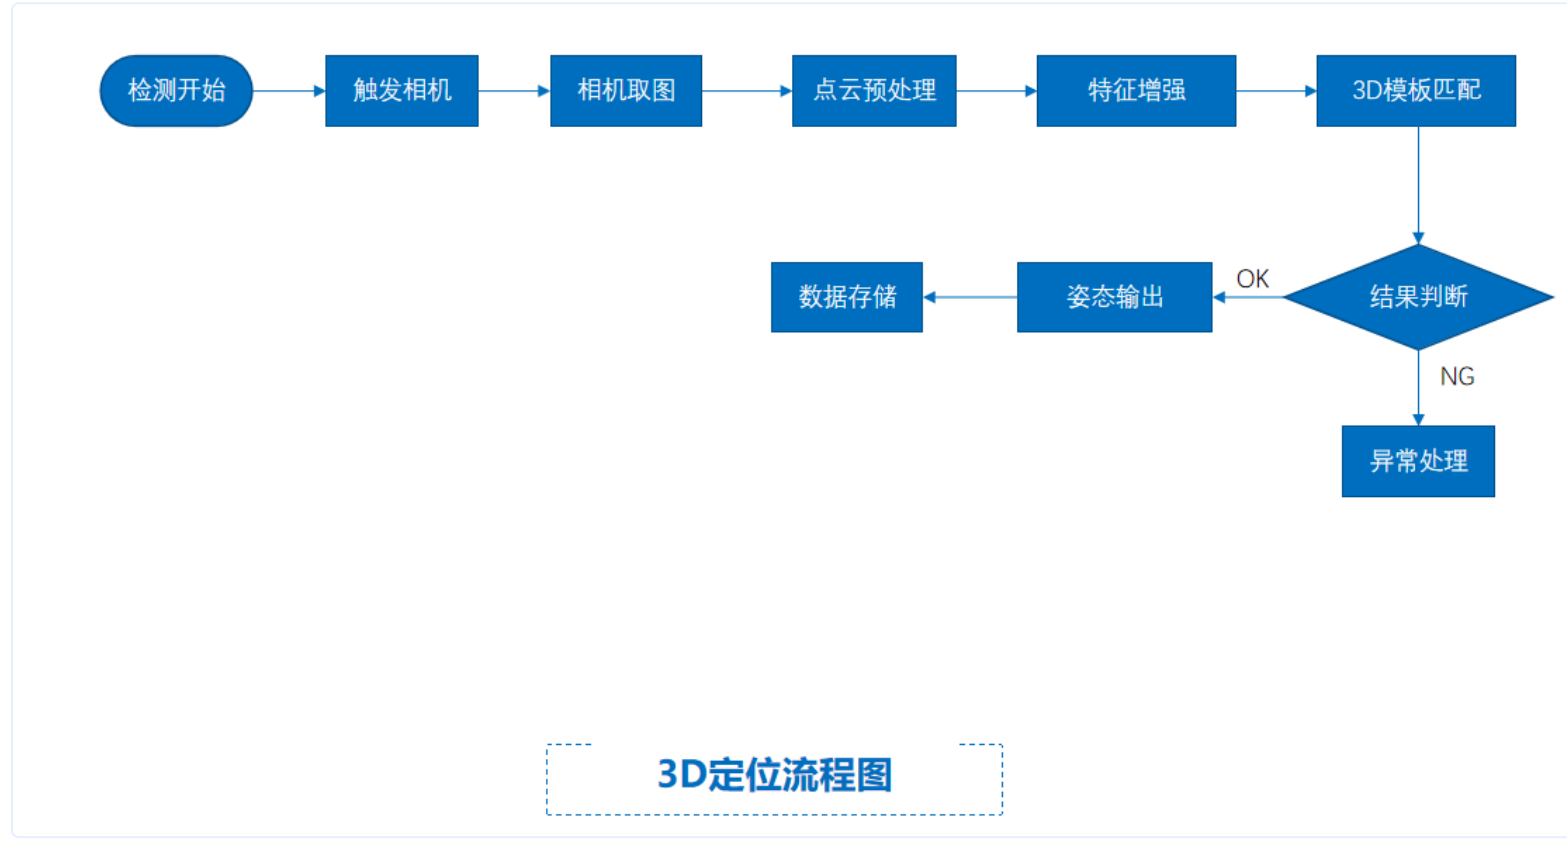 检测开始
触发相机
相机取图
点云预处理
特征增强
3D模板匹配
结果判断
OK
姿态输出
数据存储
NG
异常处理
3D定位流程图